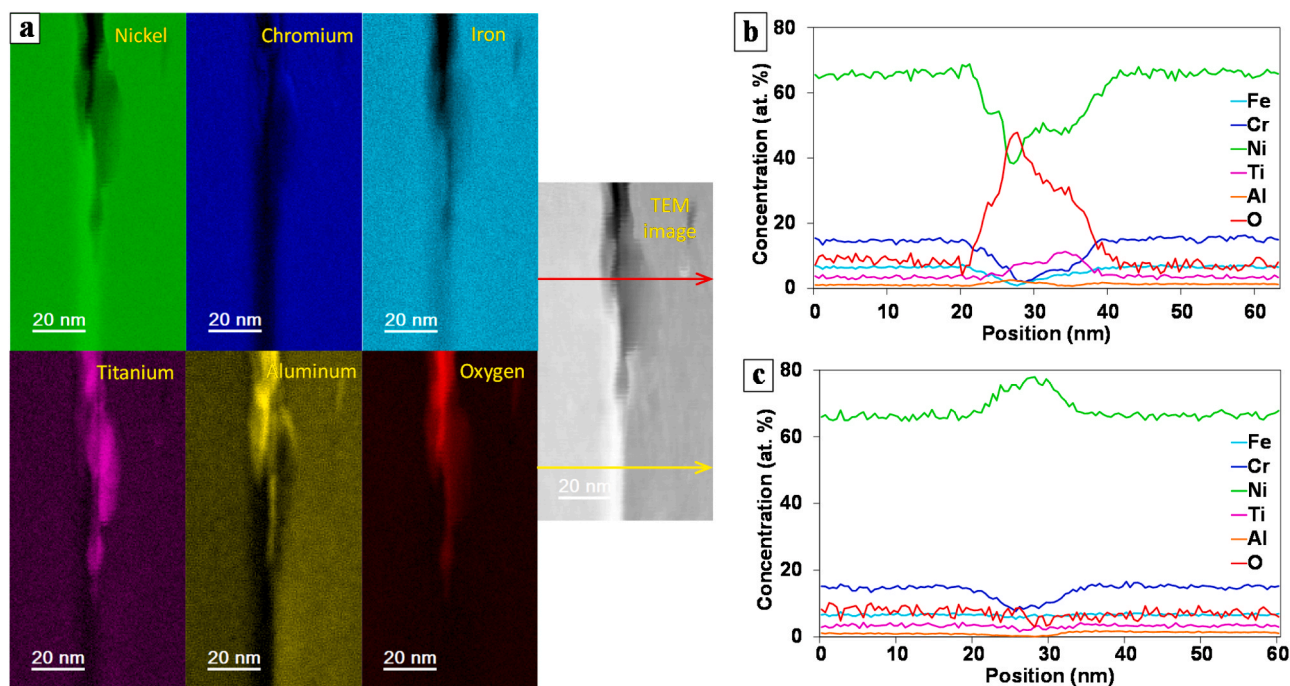 a
Nickel
Chromium
Iron
20 nm
20 nm
20 nm
Titanium
Aluminum
Oxygen
20 nm
20 nm
20 nm
TEM
image
20 nm
b
Concentration (at. %)
80
60
40
20
0
0 10 20 30 40 50 60
Position (nm)
Fe
Cr
Ni
Ti
Al
O
c
Concentration (at. %)
80
60
40
20
0
0 10 20 30 40 50 60
Position (nm)
Fe
Cr
Ni
Ti
Al
O